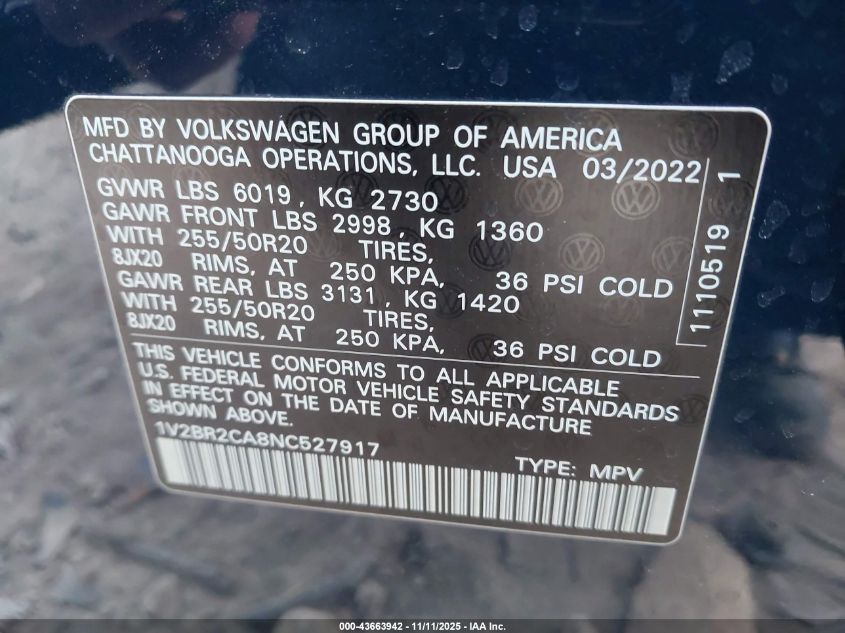 MFD BY VOLKSWAGEN GROUP OF AMERICA
CHATTANOOGA OPERATIONS, LLC. USA 03/2022
GVWR LBS 6019, KG 2730
GAWR FRONT LBS 2998, KG 1360
WITH 255/50R20 TIRES,
8JX20 RIMS, AT 250 KPA, 36 PSI COLD
GAWR REAR LBS 3131, KG 1420
WITH 255/50R20 TIRES,
8JX20 RIMS, AT 250 KPA, 36 PSI COLD
1110519 1
THIS VEHICLE CONFORMS TO ALL APPLICABLE
U.S. FEDERAL MOTOR VEHICLE SAFETY STANDARDS
IN EFFECT ON THE DATE OF MANUFACTURE
SHOWN ABOVE.
1V2BR2CA8NC527917
TYPE: MPV
000-43663942 - 11/11/2025 - IAA Inc.